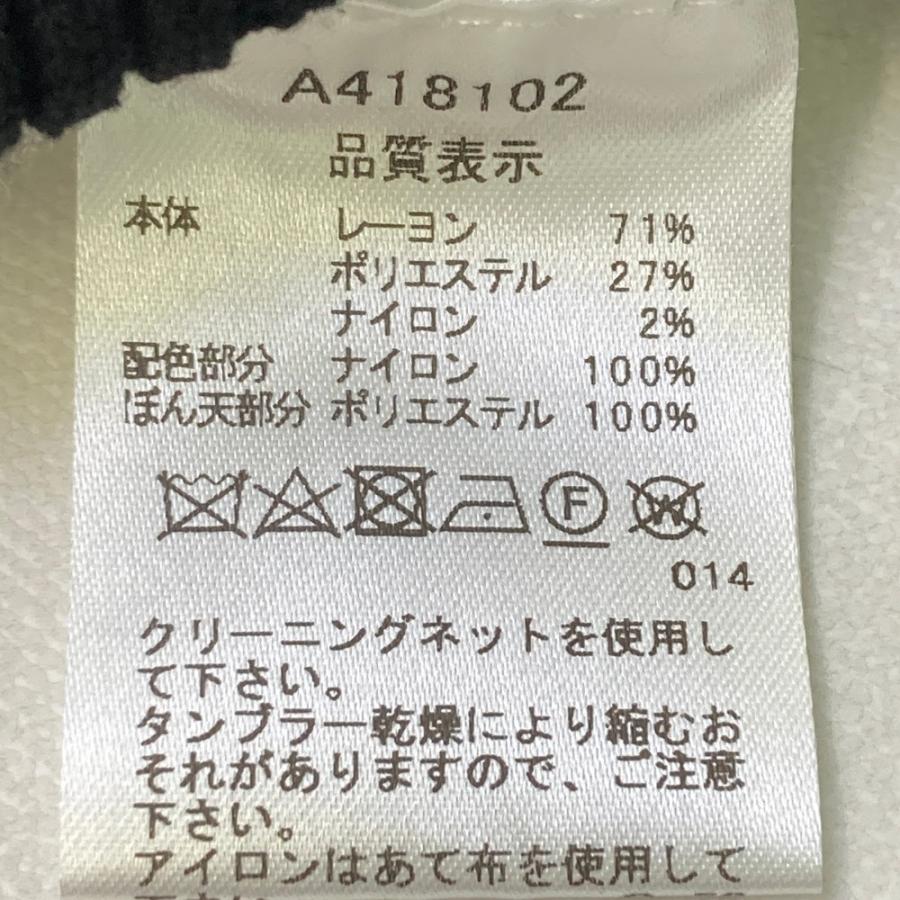 A418102
品質表示
本体 レーヨン 71%
ポリエステル 27%
ナイロン 2%
配色部分 ナイロン 100%
ぼん天部分 ポリエステル 100%
F W
014
クリーニングネットを使用し
て下さい。
タンブラー乾燥により縮むお
それがありますので、ご注意
下さい。
アイロンはあて布を使用して